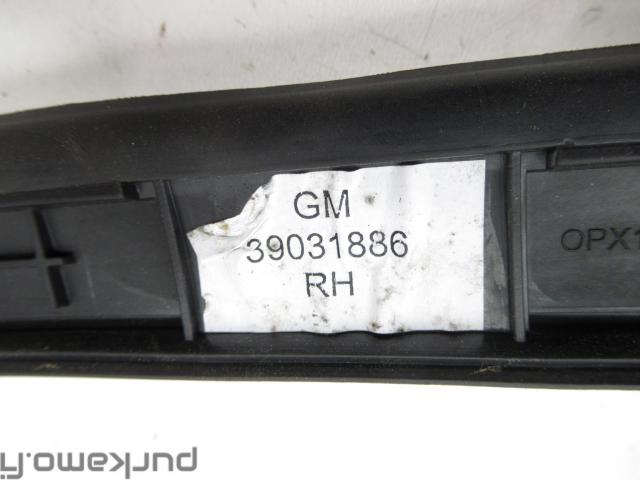 GM
39031886
RH
OPX1
purkamo.fi